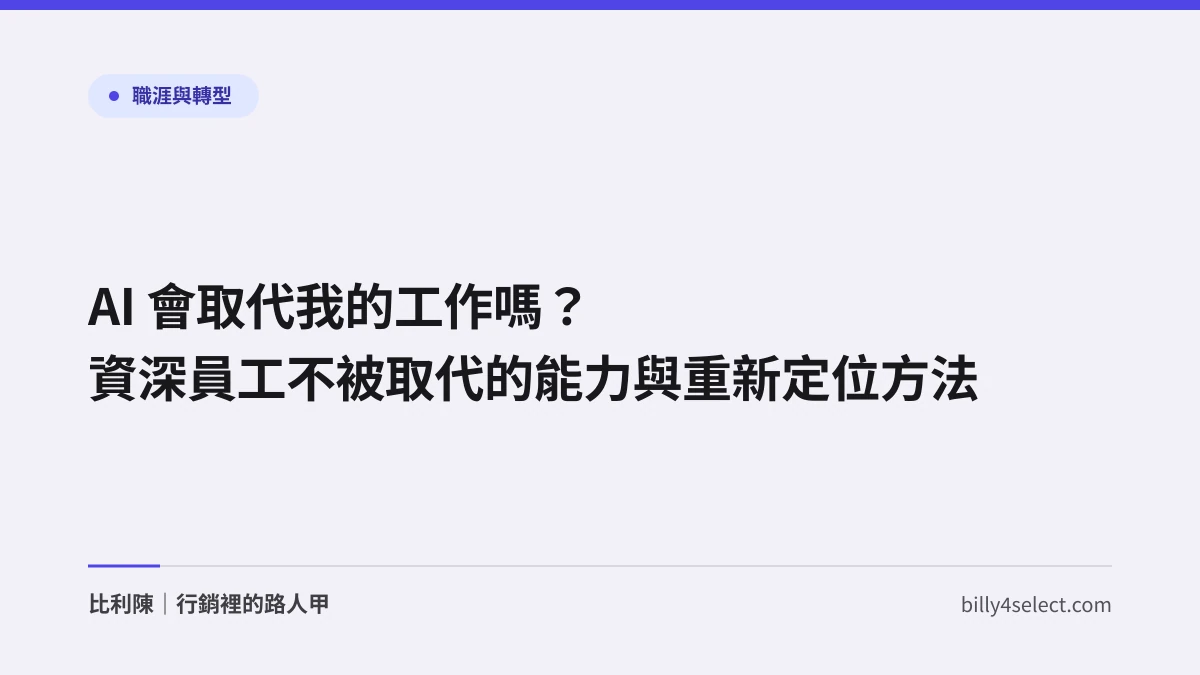 職涯與轉型
AI 會取代我的工作嗎？
資深員工不被取代的能力與重新定位方法
比利陳｜行銷裡的路人甲
billy4select.com